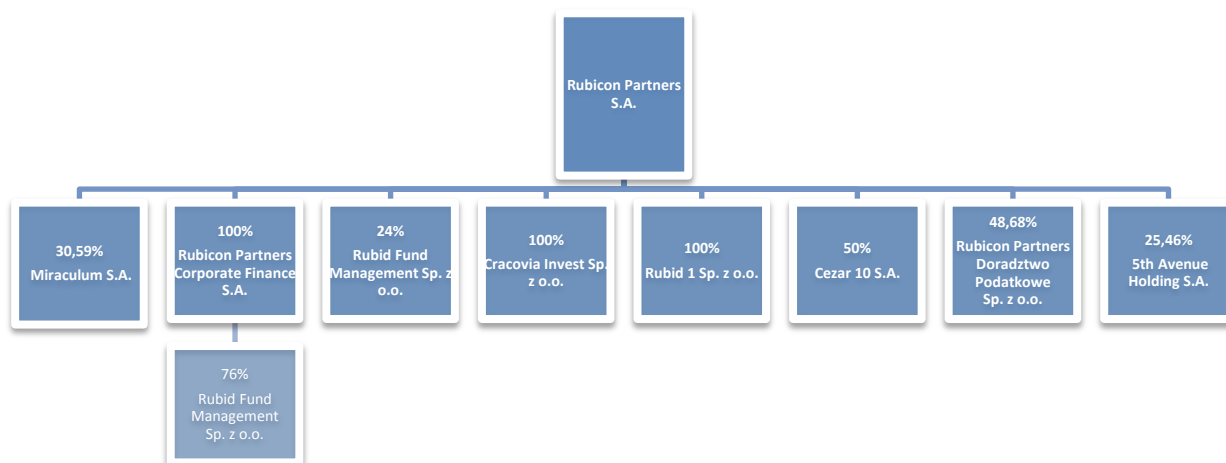 Rubicon Partners
S.A.
30,59%
Miraculum S.A.
100%
Rubicon Partners
Corporate Finance
S.A.
24%
Rubid Fund
Management Sp. z
o.o.
100%
Cracovia Invest Sp.
z o.o.
100%
Rubid 1 Sp. z o.o.
50%
Cezar 10 S.A.
48,68%
Rubicon Partners
Doradztwo
Podatkowe
Sp. z o.o.
25,46%
5th Avenue
Holding S.A.
76%
Rubid Fund
Management
Sp. z o.o.